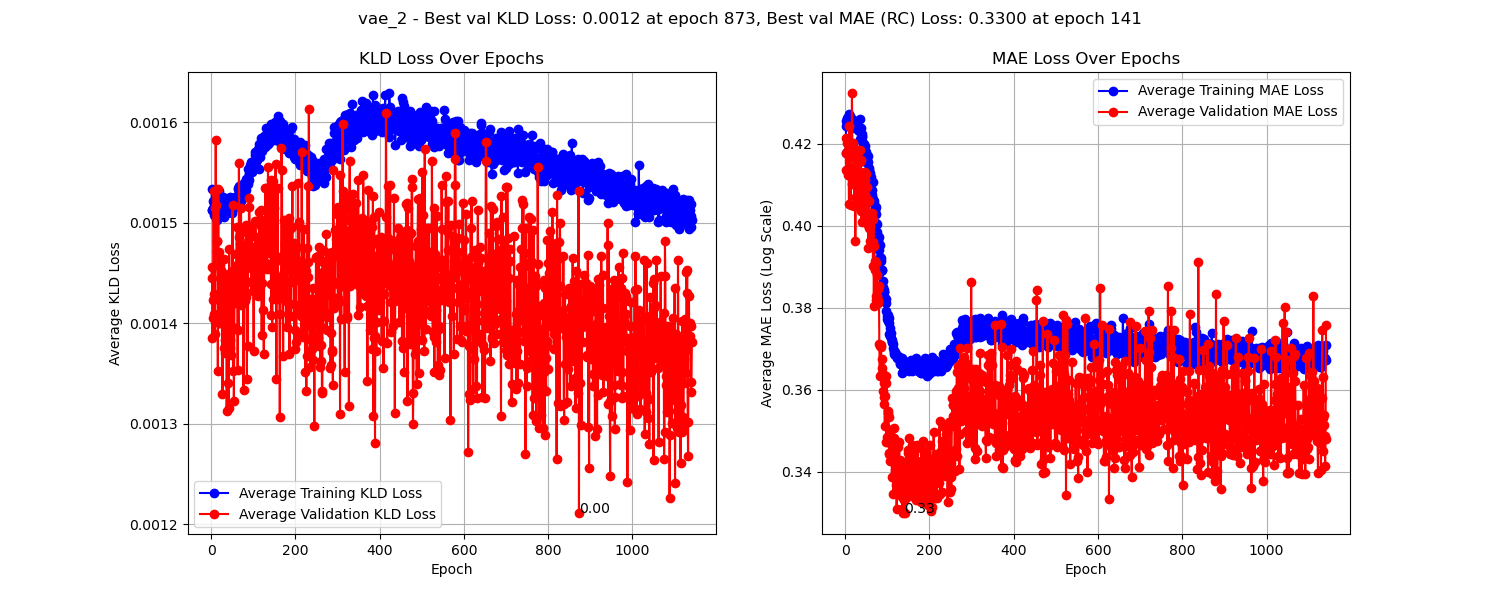 vae_2 - Best val KLD Loss: 0.0012 at epoch 873, Best val MAE (RC) Loss: 0.3300 at epoch 141
KLD Loss Over Epochs
Average KLD Loss
0.0016
0.0015
0.0014
0.0013
0.0012
0.00
Average Training KLD Loss
Average Validation KLD Loss
0 200 400 600 800 1000
Epoch
MAE Loss Over Epochs
Average MAE Loss (Log Scale)
0.42
0.40
0.38
0.36
0.34
0.33
Average Training MAE Loss
Average Validation MAE Loss
0 200 400 600 800 1000
Epoch